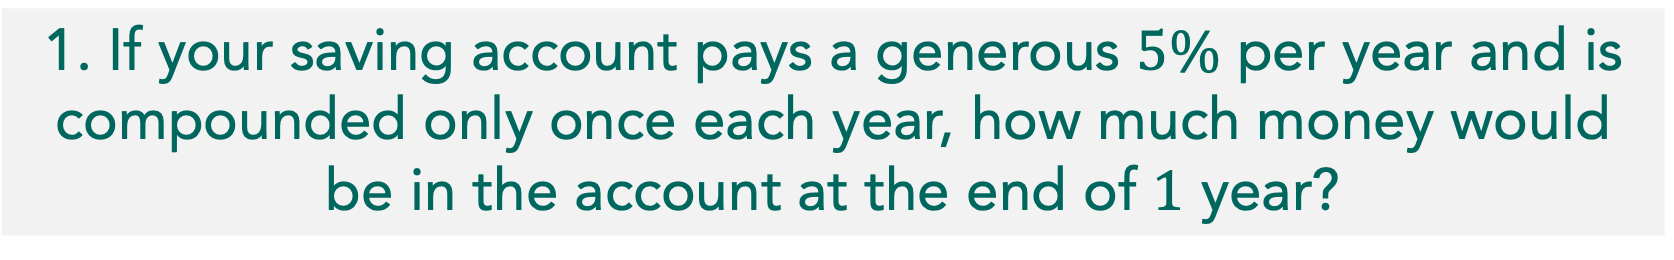 1. If your saving account pays a generous 5% per year and is
compounded only once each year, how much money would
be in the account at the end of 1 year?